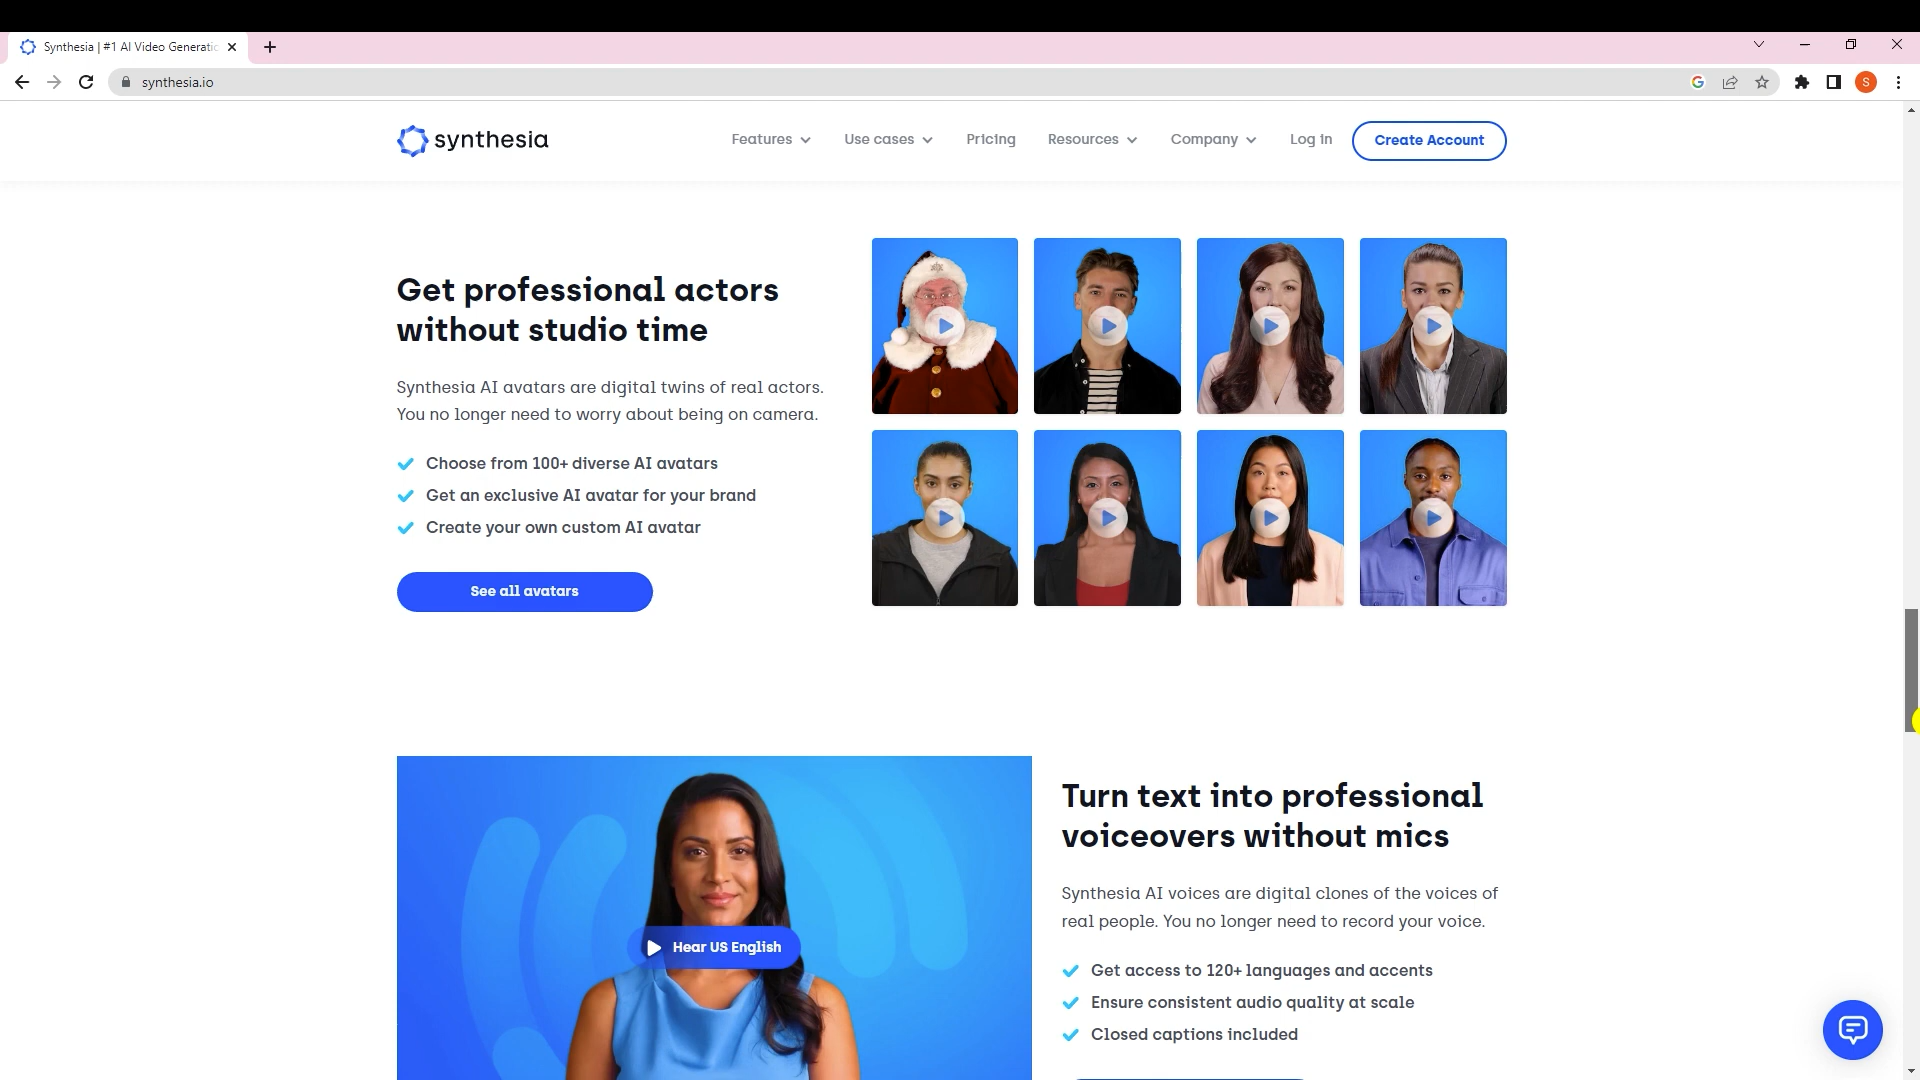 Synthesia | #1 AI Video Generatic
synthesia.io
S
synthesia
Features
Use cases
Pricing
Resources
Company
Log in
Create Account
Get professional actors
without studio time
Synthesia AI avatars are digital twins of real actors.
You no longer need to worry about being on camera.
Choose from 100+ diverse AI avatars
Get an exclusive AI avatar for your brand
Create your own custom AI avatar
See all avatars
Hear US English
Turn text into professional
voiceovers without mics
Synthesia AI voices are digital clones of the voices of
real people. You no longer need to record your voice.
Get access to 120+ languages and accents
Ensure consistent audio quality at scale
Closed captions included